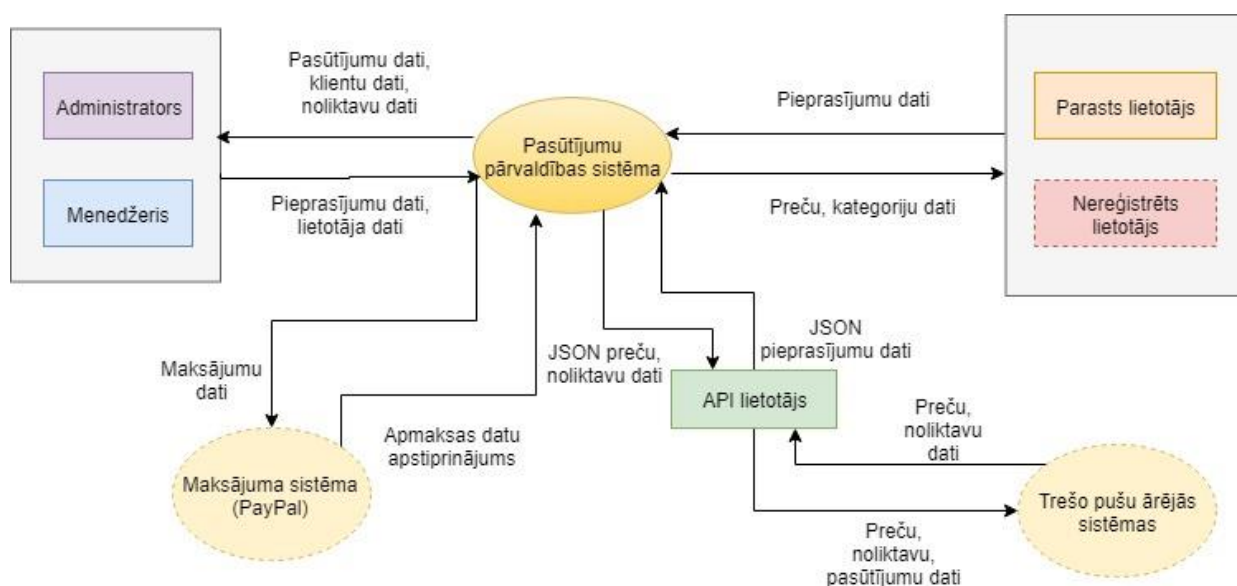 Pasūtījumu dati,
klientu dati,
noliktavu dati
Administrators
Menedžeris
Pieprasījumu dati,
lietotāja dati
Pasūtījumu
pārvaldības sistēma
Pieprasījumu dati
Parasts lietotājs
Preču, kategoriju dati
Nereģistrēts
lietotājs
Maksājumu
dati
JSON preču,
noliktavu dati
JSON
pieprasījumu dati
API lietotājs
Apmaksas datu
apstiprinājums
Maksājuma sistēma
(PayPal)
Preču,
noliktavu
dati
Trešo pušu ārējās
sistēmas
Preču,
noliktavu,
pasūtījumu dati